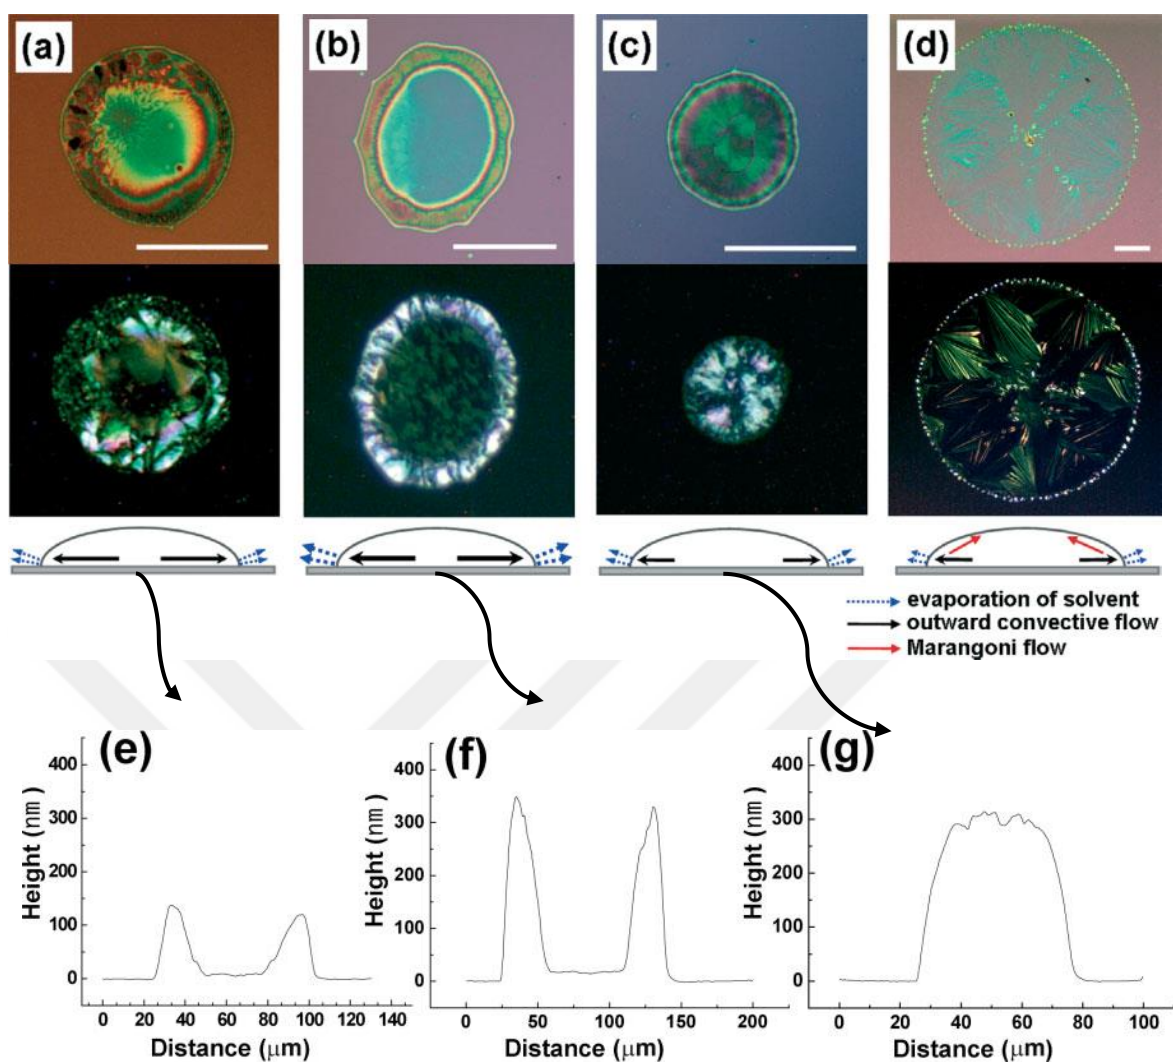 (a) (b) (c) (d)
evaporation of solvent
outward convective flow
Marangoni flow
(e) (f) (g)
400
300
200
100
0
Height (nm)
0 20 40 60 80 100 120 140
Distance (μm)
400
300
200
100
0
Height (nm)
0 50 100 150 200
Distance (μm)
400
300
200
100
0
Height (nm)
0 20 40 60 80 100
Distance (μm)